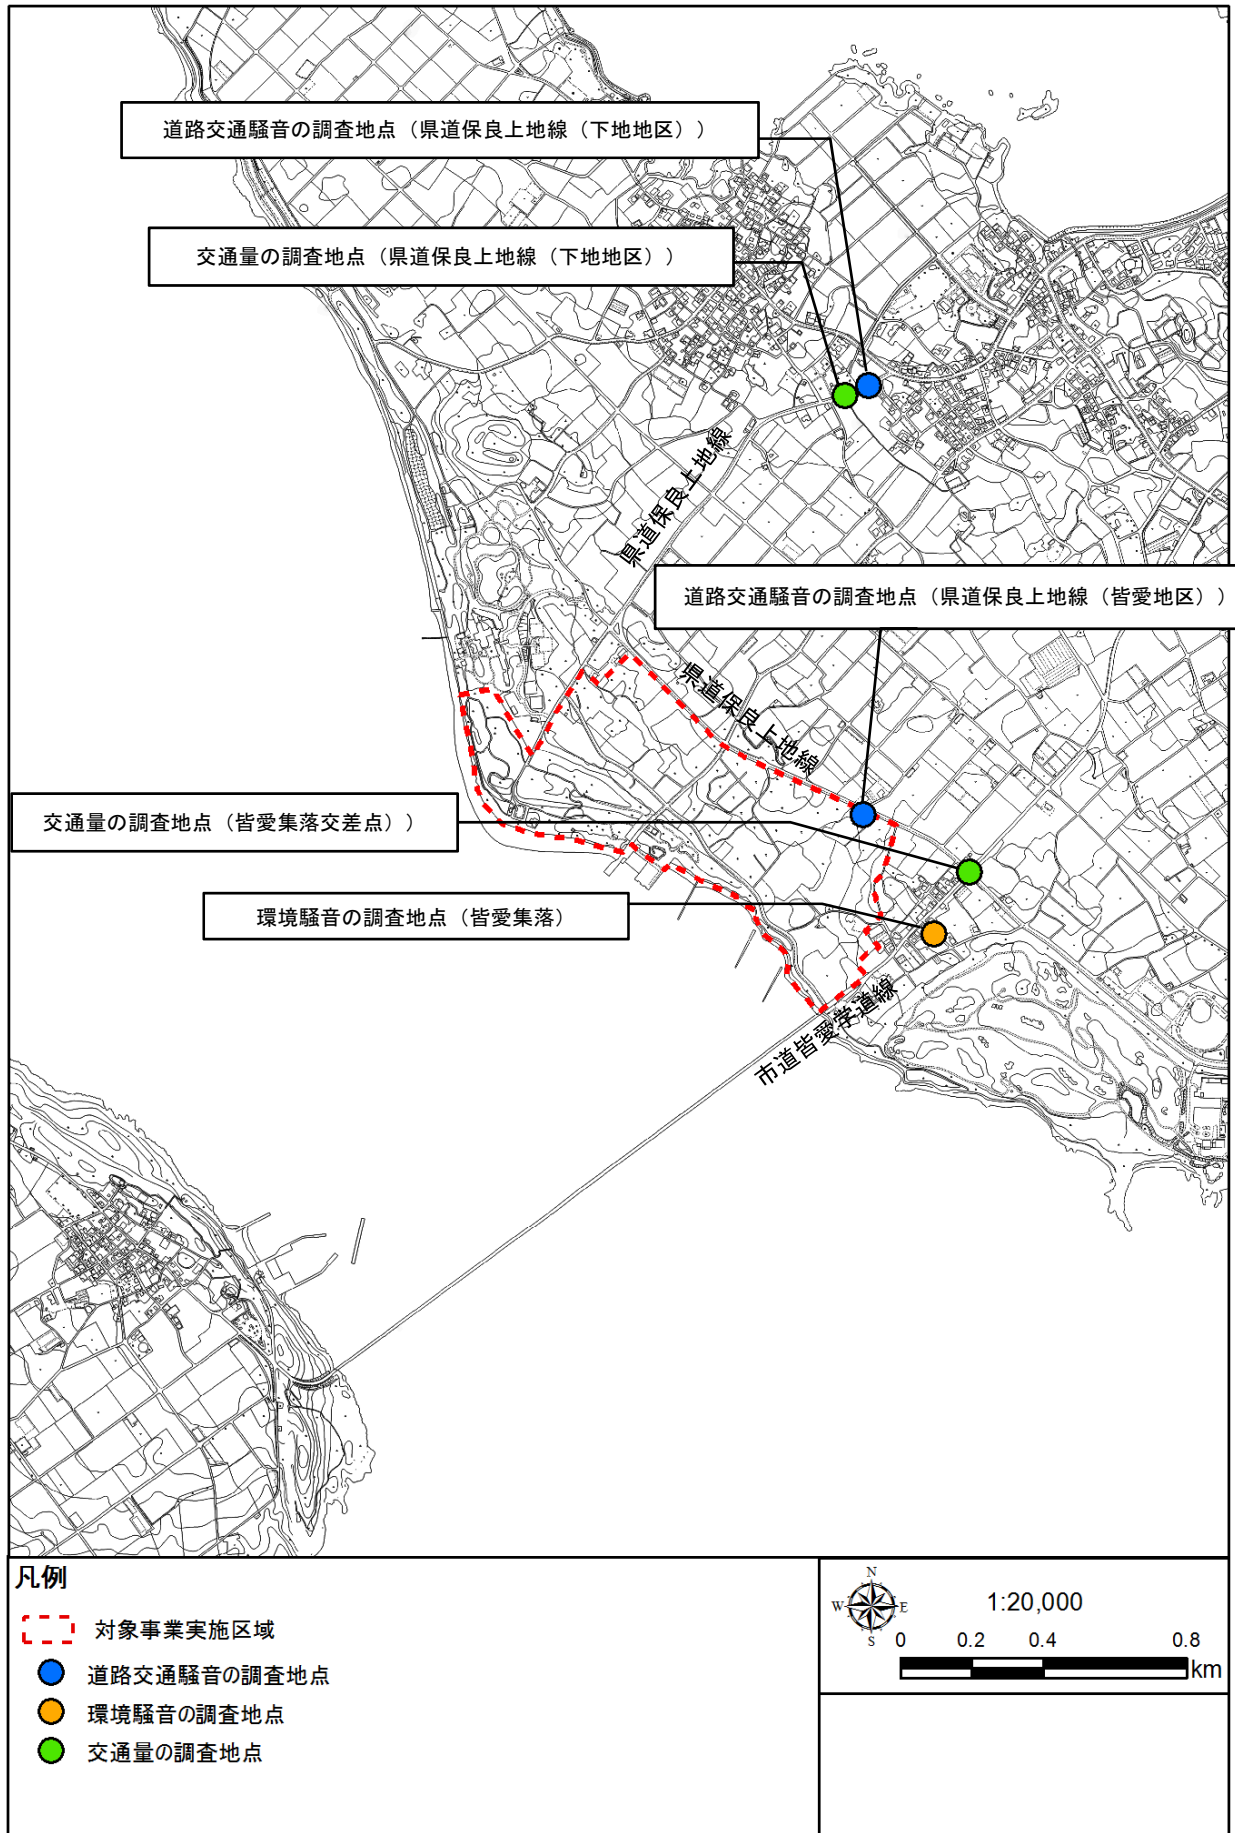 道路交通騒音の調査地点（県道保良上地線（下地地区））
交通量の調査地点（県道保良上地線（下地地区））
県道保良上地線
道路交通騒音の調査地点（県道保良上地線（皆愛地区））
県道保良上地線
交通量の調査地点（皆愛集落交差点））
環境騒音の調査地点（皆愛集落）
市道皆愛学道線
凡例
対象事業実施区域
道路交通騒音の調査地点
環境騒音の調査地点
交通量の調査地点
N
W E
S
1:20,000
0 0.2 0.4 0.8
km